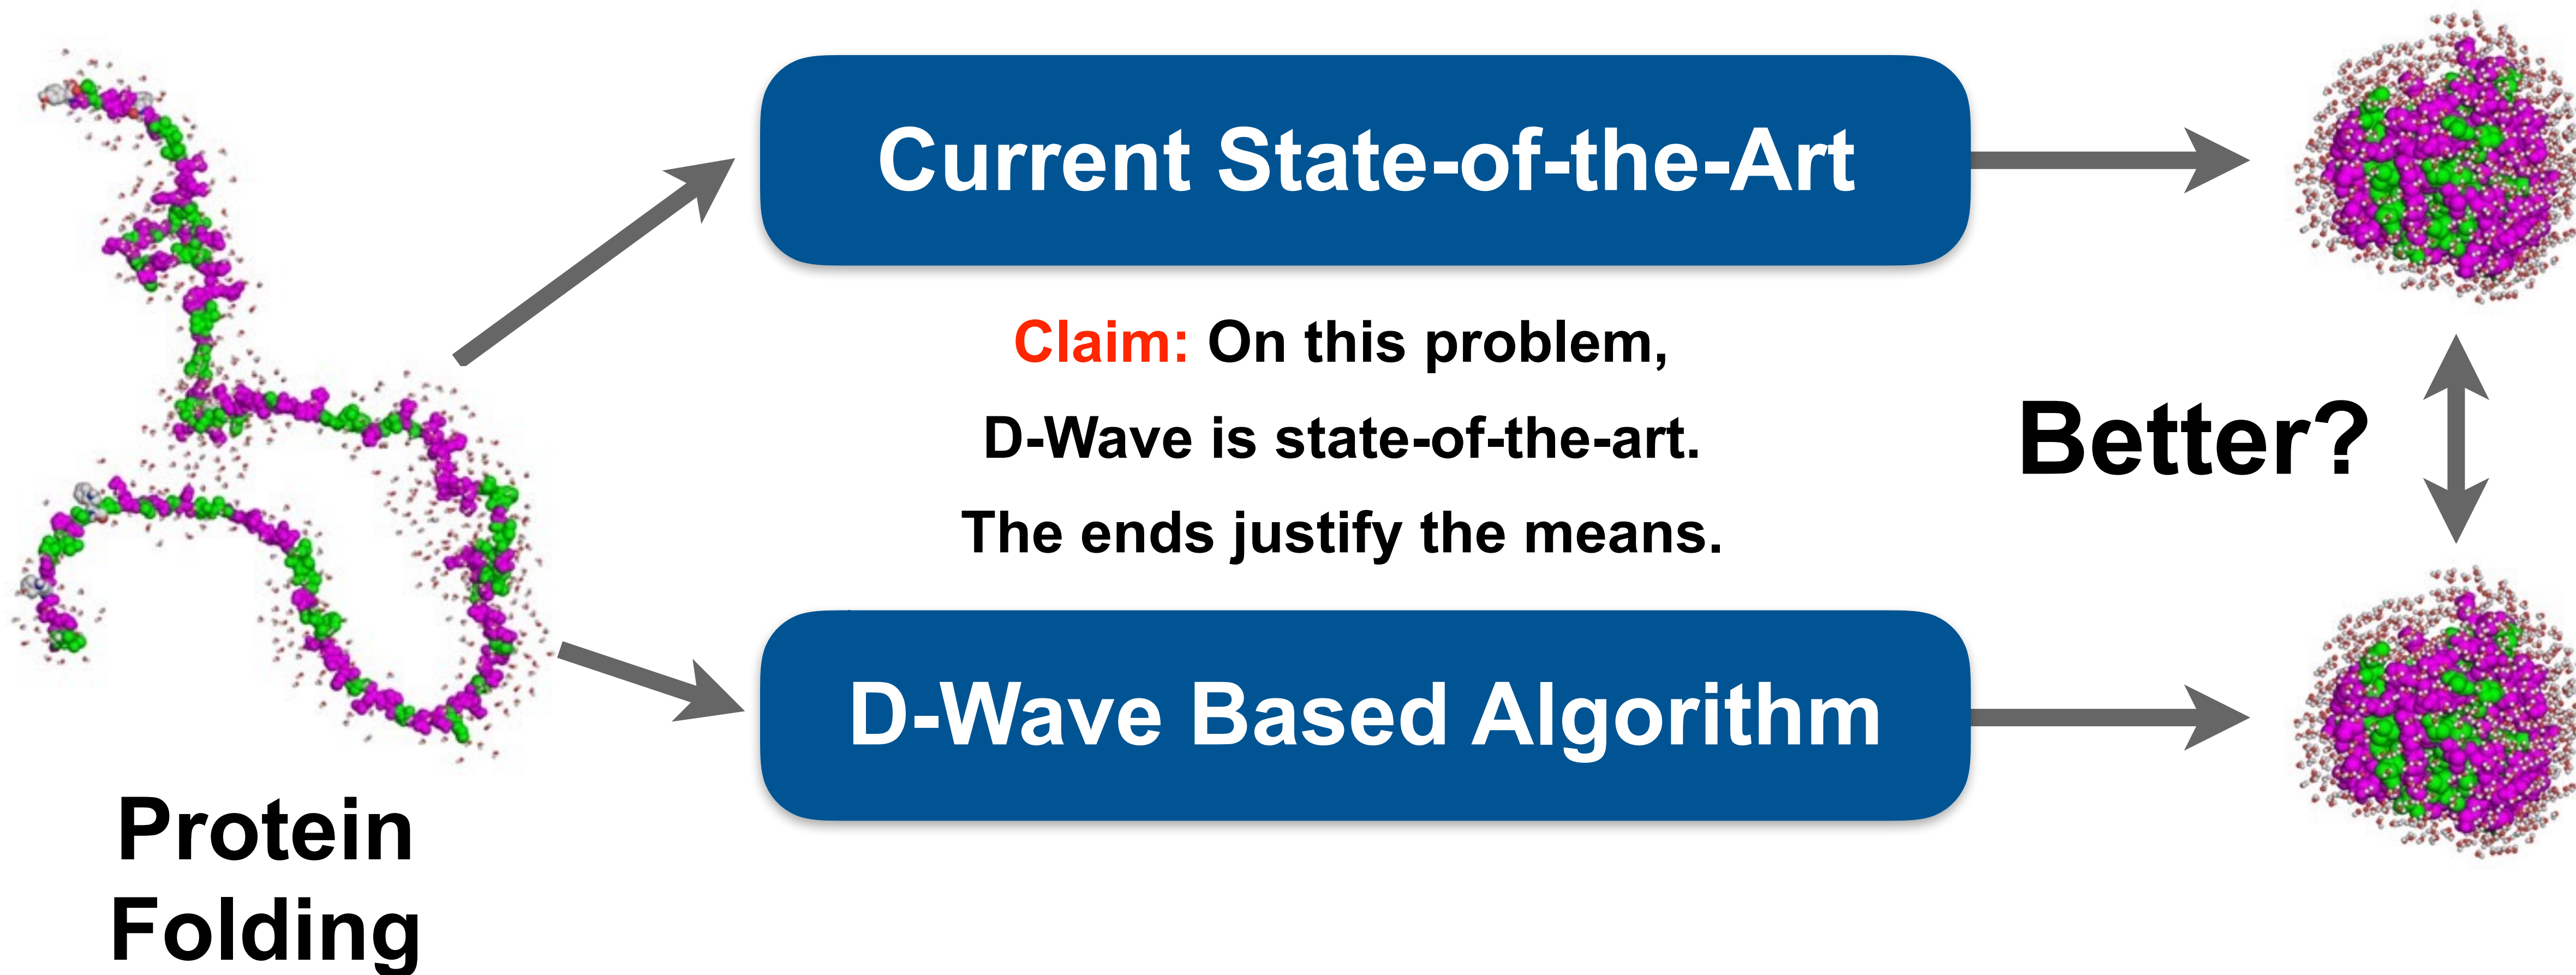 Current State-of-the-Art
Claim: On this problem,
D-Wave is state-of-the-art.
The ends justify the means.
Better?
D-Wave Based Algorithm
Protein
Folding